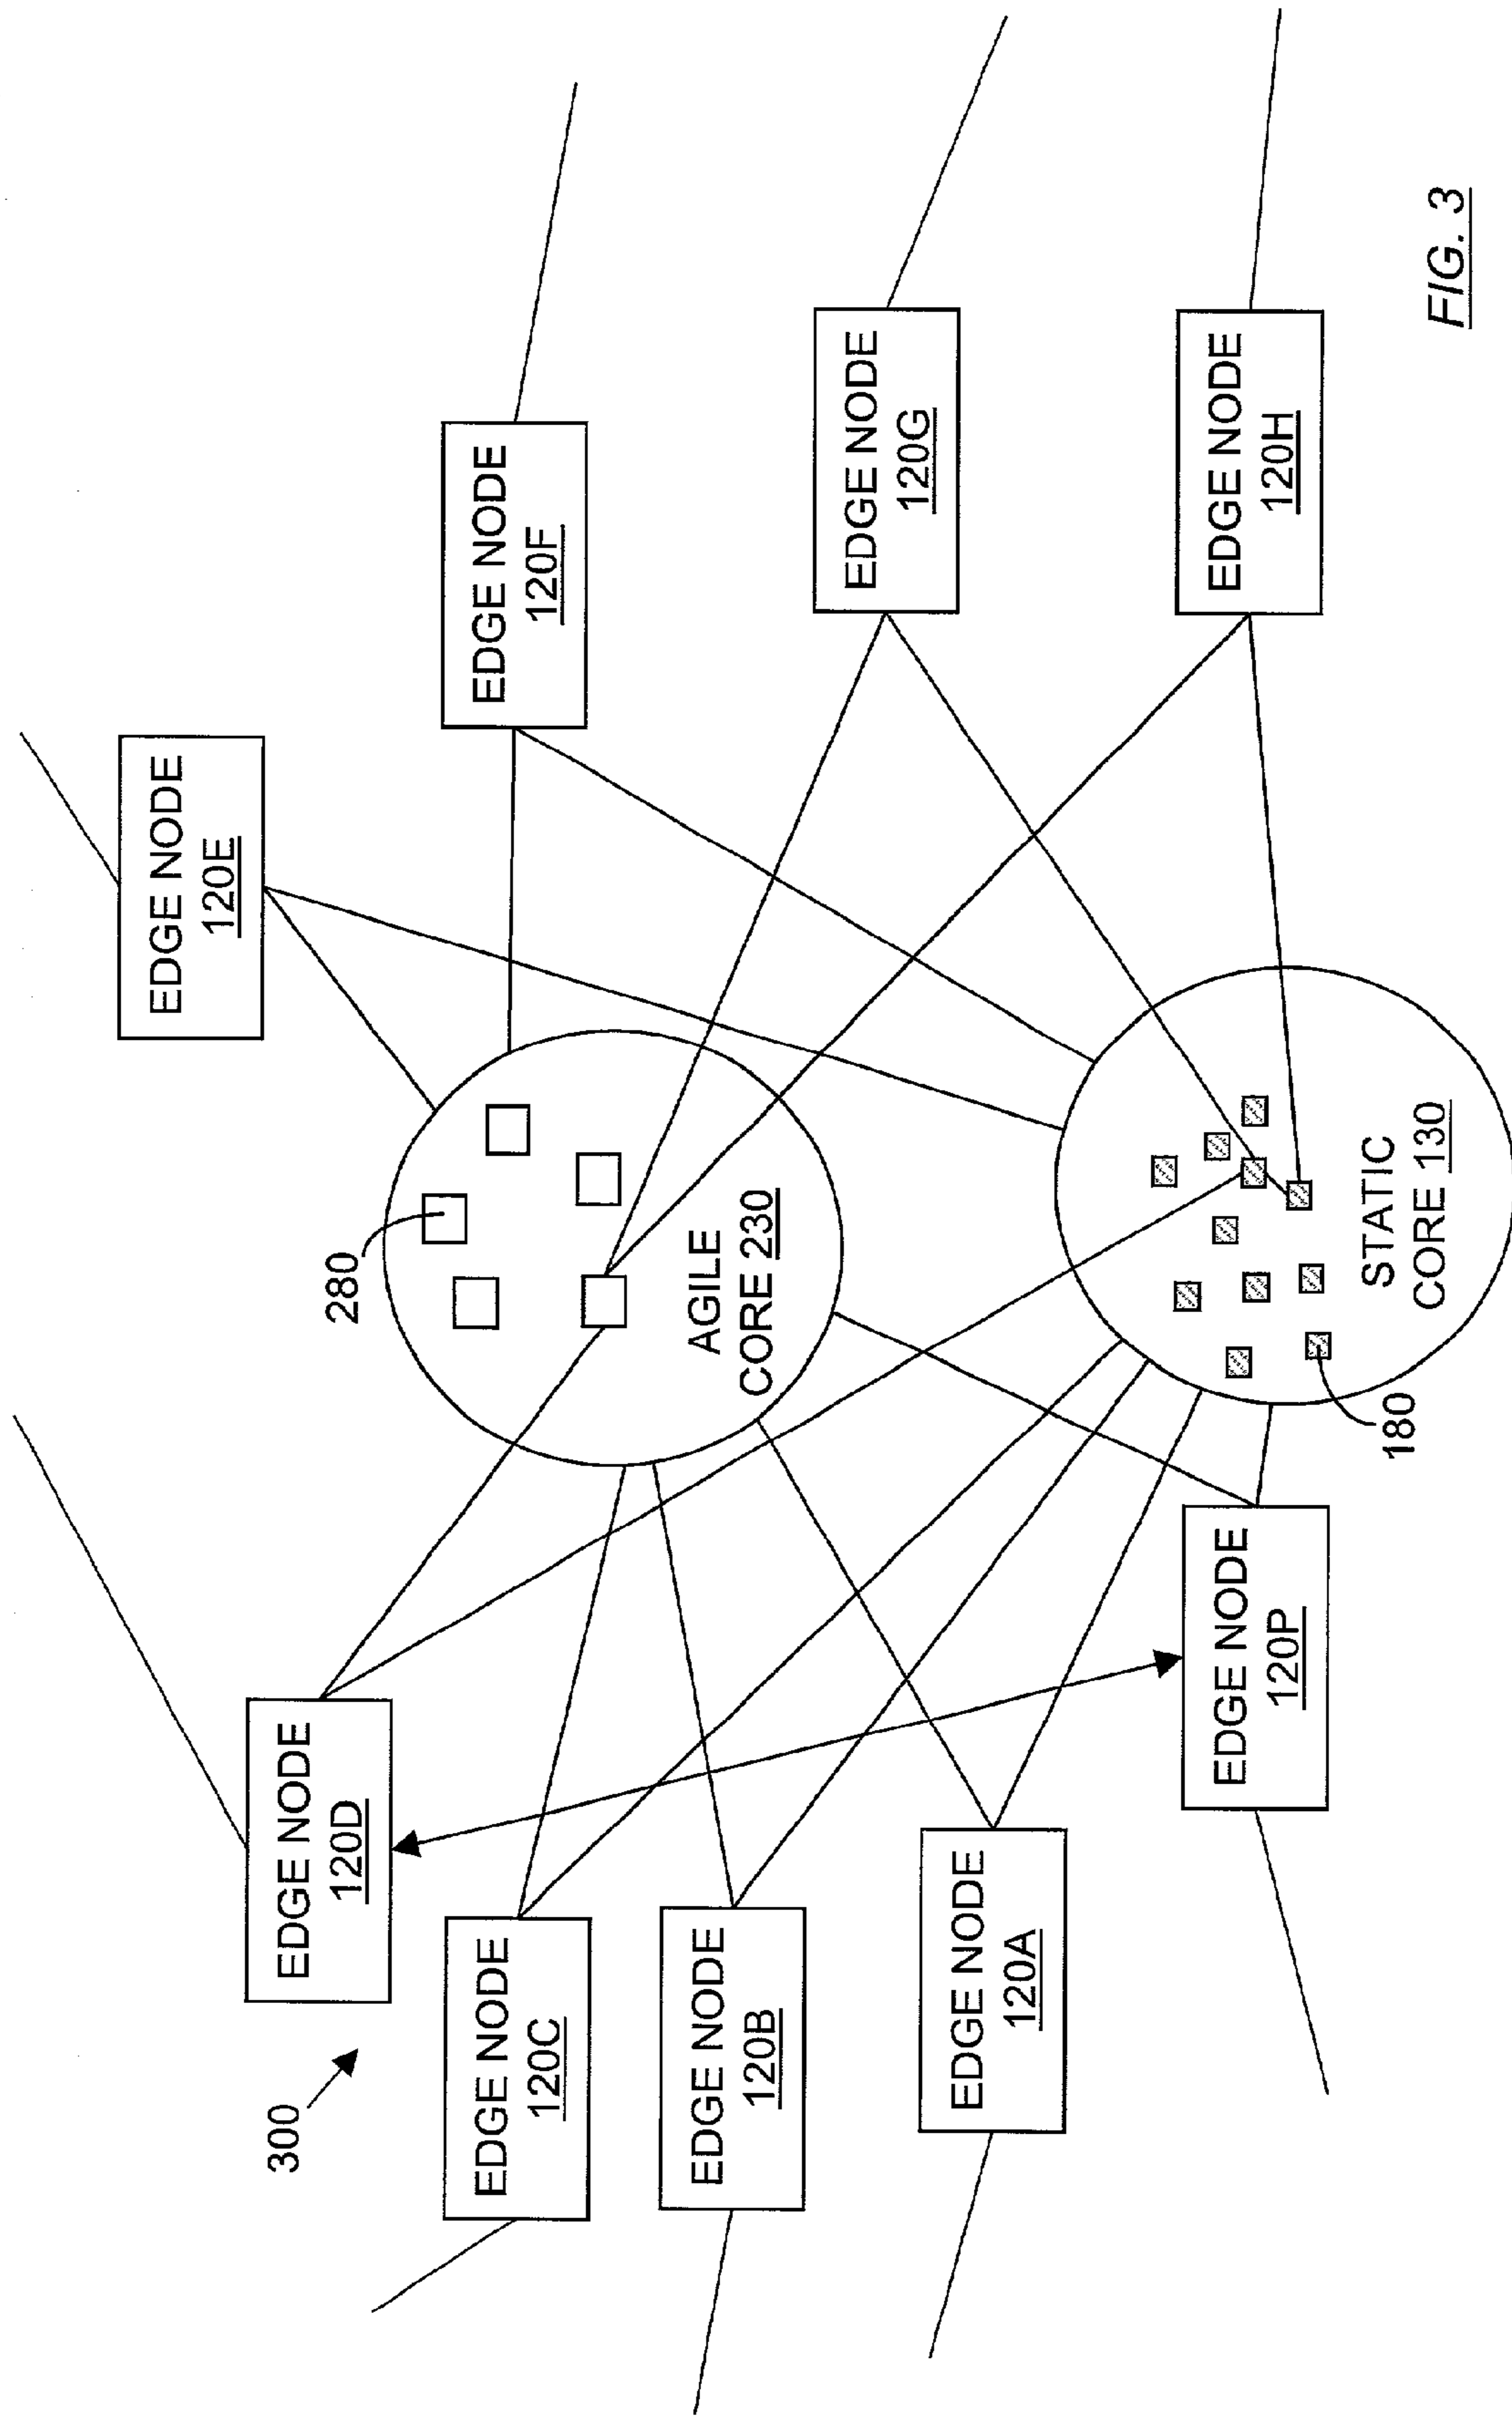 300
EDGE NODE
120D
EDGE NODE
120C
EDGE NODE
120B
EDGE NODE
120A
EDGE NODE
120P
280
AGILE
CORE 230
180
STATIC
CORE 130
EDGE NODE
120E
EDGE NODE
120F
EDGE NODE
120G
EDGE NODE
120H
FIG. 3